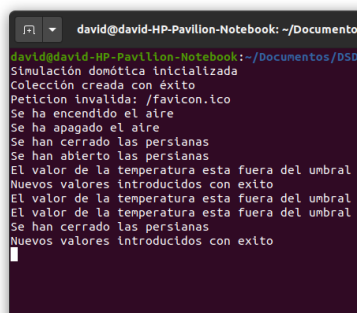 david@david-HP-Pavilion-Notebook: ~/Documento
david@david-HP-Pavilion-Notebook:~/Documentos/DSD
Simulación domótica inicializada
Colección creada con éxito
Peticion invalida: /favicon.ico
Se ha encendido el aire
Se ha apagado el aire
Se han cerrado las persianas
Se han abierto las persianas
El valor de la temperatura esta fuera del umbral
Nuevos valores introducidos con exito
El valor de la temperatura esta fuera del umbral
El valor de la temperatura esta fuera del umbral
Se han cerrado las persianas
Nuevos valores introducidos con exito